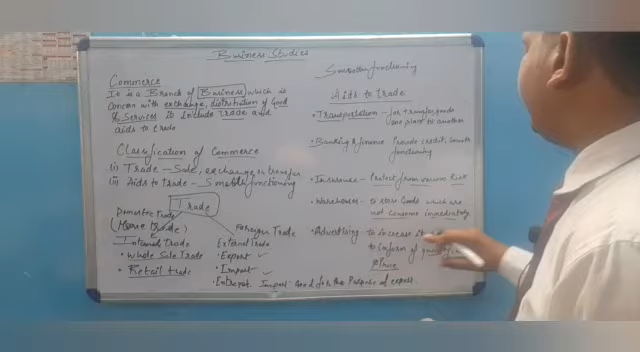 Business Studies
Commerce
It is a Branch of Business which is
concern with exchange, distribution of Good
& Services it include Trade and
aids to trade
Classification of Commerce
(i) Trade - Sale, exchange or transfer
(ii) Aids to Trade - Smooth functioning
Trade
Domestic Trade
(Home Trade)
Internal Trade
• Whole Sale Trade
• Retail trade
Foreign Trade
External Trade
• Export ✓
• Import ✓
• Entrepot Import Good for the Purpose of export
Smooth functioning
Aids to trade
• Transportation - for transfer goods
one place to another
• Banking & finance Provide credit, smooth
functioning
• Insurance - Protect from various Risk
• Warehouse - to store Goods which are
not consume immediately
• Advertising - to increase
to inform of
Price